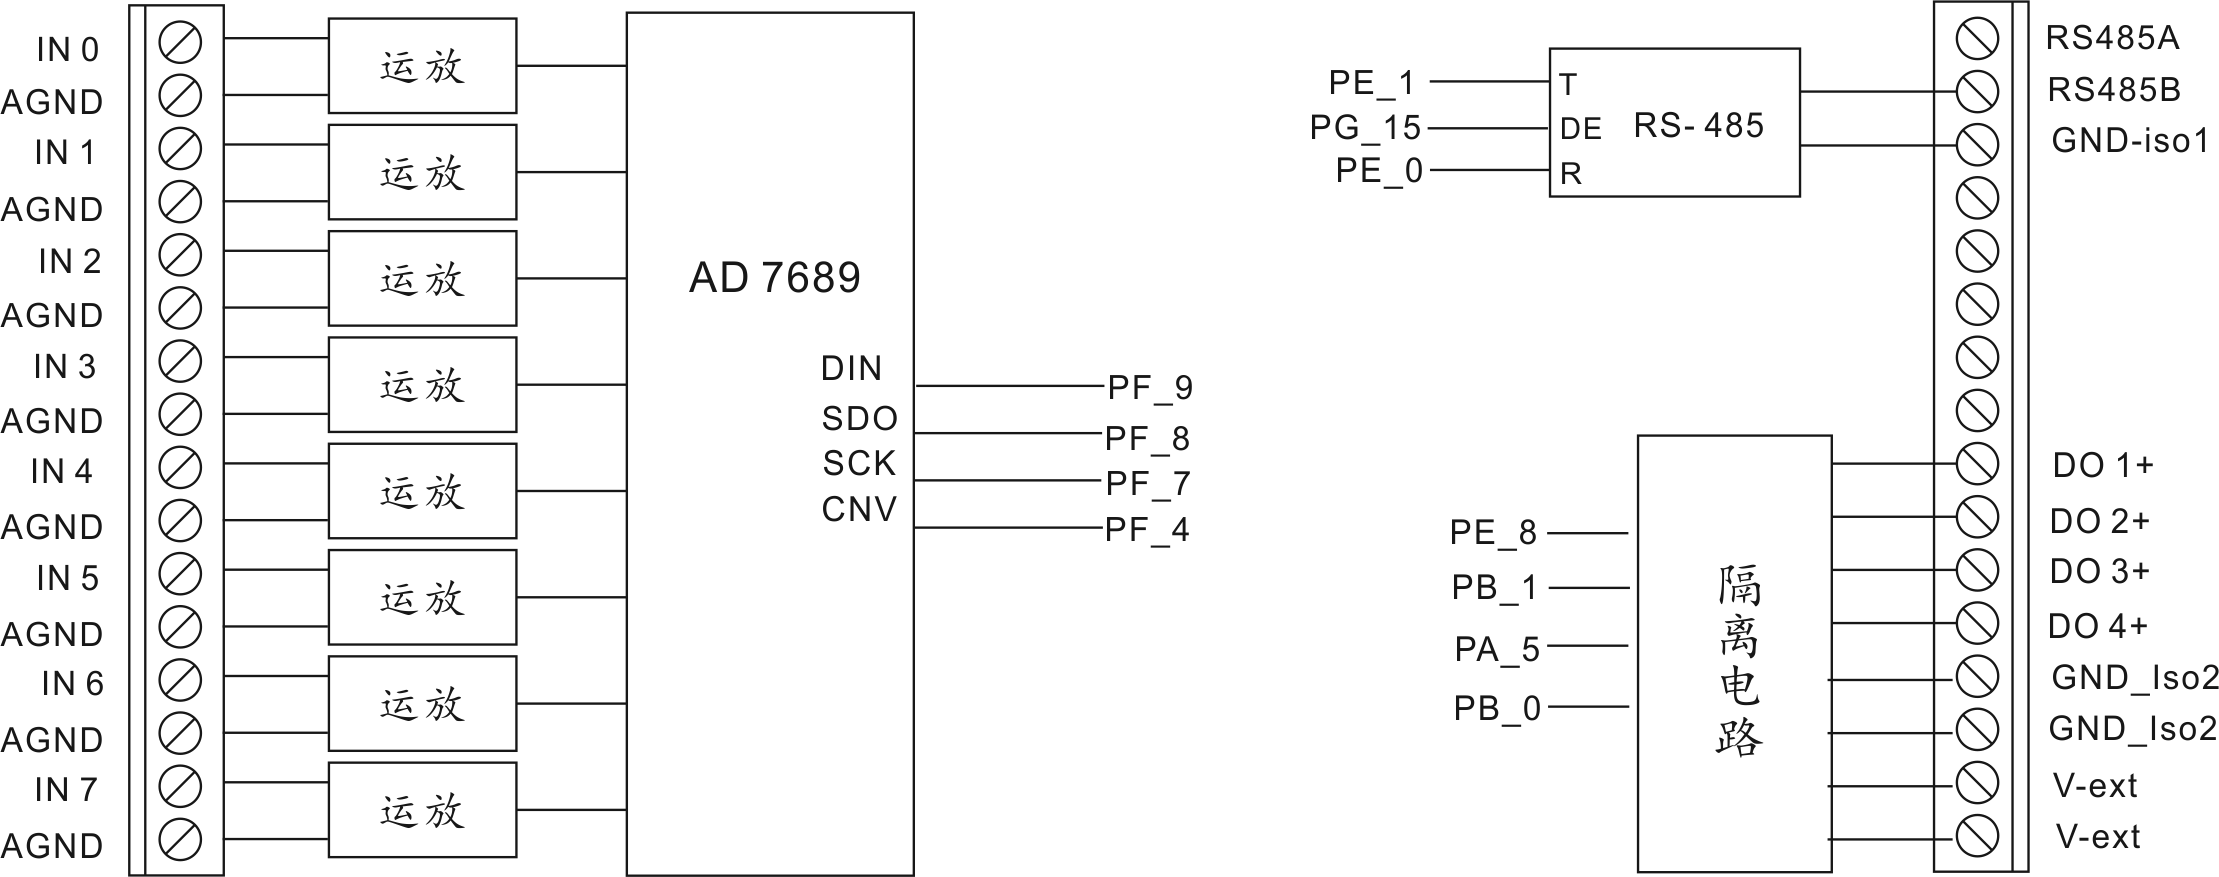 IN 0
AGND
IN 1
AGND
IN 2
AGND
IN 3
AGND
IN 4
AGND
IN 5
AGND
IN 6
AGND
IN 7
AGND
运放
运放
运放
运放
运放
运放
运放
运放
AD 7689
DIN
SDO
SCK
CNV
PF_9
PF_8
PF_7
PF_4
PE_1
PG_15
PE_0
T
DE
R
RS-485
RS485A
RS485B
GND-iso1
PE_8
PB_1
PA_5
PB_0
隔离电路
DO 1+
DO 2+
DO 3+
DO 4+
GND_Iso2
GND_Iso2
V-ext
V-ext